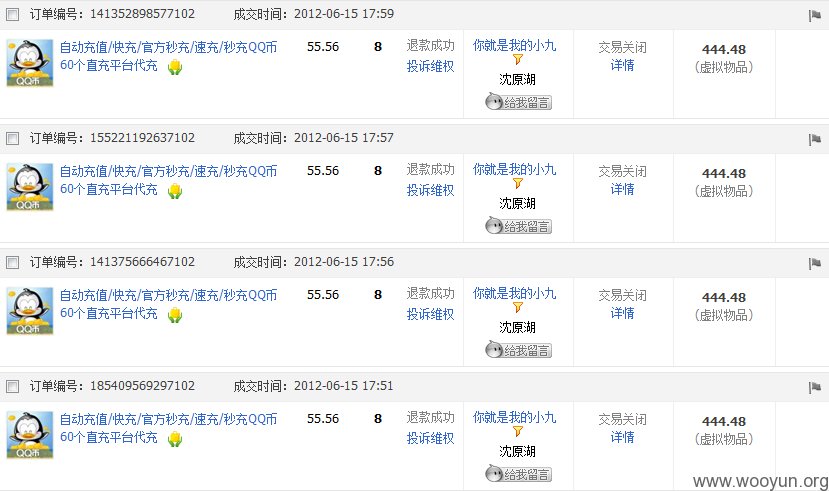 订单编号：141352898577102 成交时间：2012-06-15 17:59
自动充值/快充/官方秒充/速充/秒充QQ币 55.56 8 退款成功 你就是我的小九 交易关闭 444.48
60个直充平台代充 投诉维权 详情 （虚拟物品）
沈原湖
QQ币
给我留言
订单编号：155221192637102 成交时间：2012-06-15 17:57
自动充值/快充/官方秒充/速充/秒充QQ币 55.56 8 退款成功 你就是我的小九 交易关闭 444.48
60个直充平台代充 投诉维权 详情 （虚拟物品）
沈原湖
QQ币
给我留言
订单编号：141375666467102 成交时间：2012-06-15 17:56
自动充值/快充/官方秒充/速充/秒充QQ币 55.56 8 退款成功 你就是我的小九 交易关闭 444.48
60个直充平台代充 投诉维权 详情 （虚拟物品）
沈原湖
QQ币
给我留言
订单编号：185409569297102 成交时间：2012-06-15 17:51
自动充值/快充/官方秒充/速充/秒充QQ币 55.56 8 退款成功 你就是我的小九 交易关闭 444.48
60个直充平台代充 投诉维权 详情 （虚拟物品）
沈原湖
QQ币
给我留言
www.wooyun.org